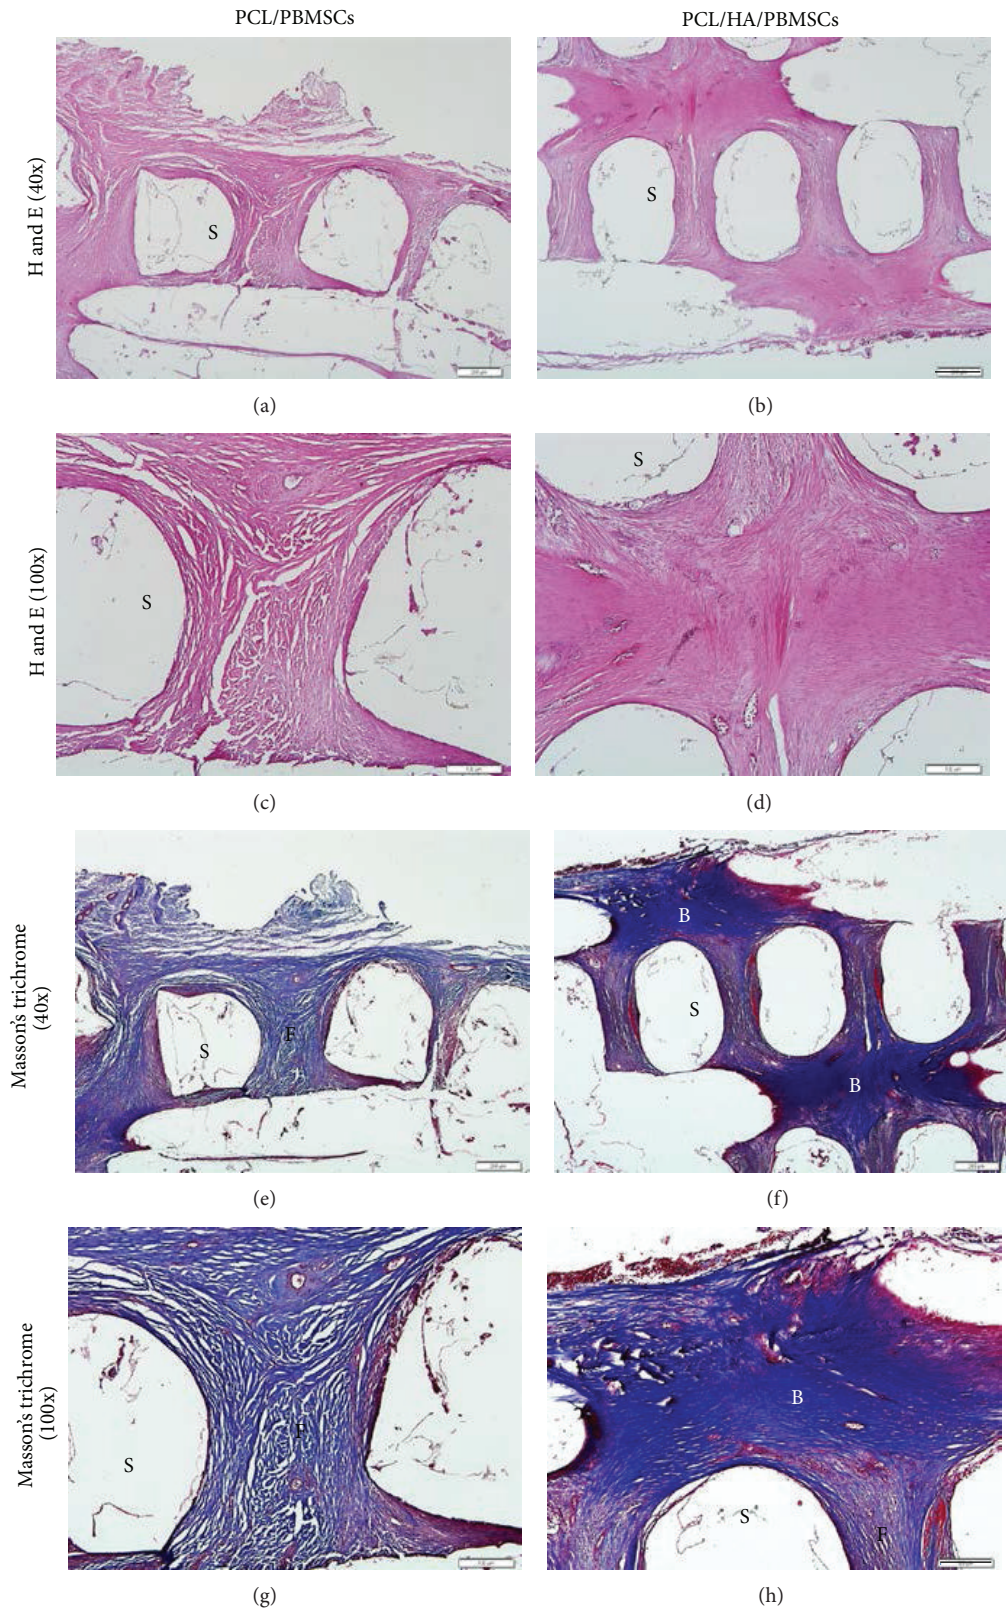 PCL/PBMSCs
PCL/HA/PBMSCs
H and E (40x)
S
S
(a)
(b)
H and E (100x)
S
S
(c)
(d)
Masson's trichrome
(40x)
S
F
B
S
B
(e)
(f)
Masson's trichrome
(100x)
S
F
B
S
F
(g)
(h)